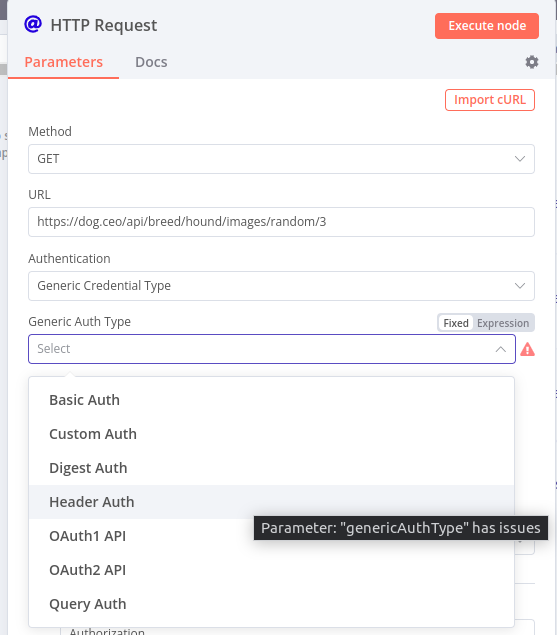 HTTP Request
Execute node
Parameters
Docs
Import cURL
Method
GET
URL
https://dog.ceo/api/breed/hound/images/random/3
Authentication
Generic Credential Type
Generic Auth Type
Fixed
Expression
Select
Basic Auth
Custom Auth
Digest Auth
Header Auth
Parameter: "genericAuthType" has issues
OAuth1 API
OAuth2 API
Query Auth
Authorization